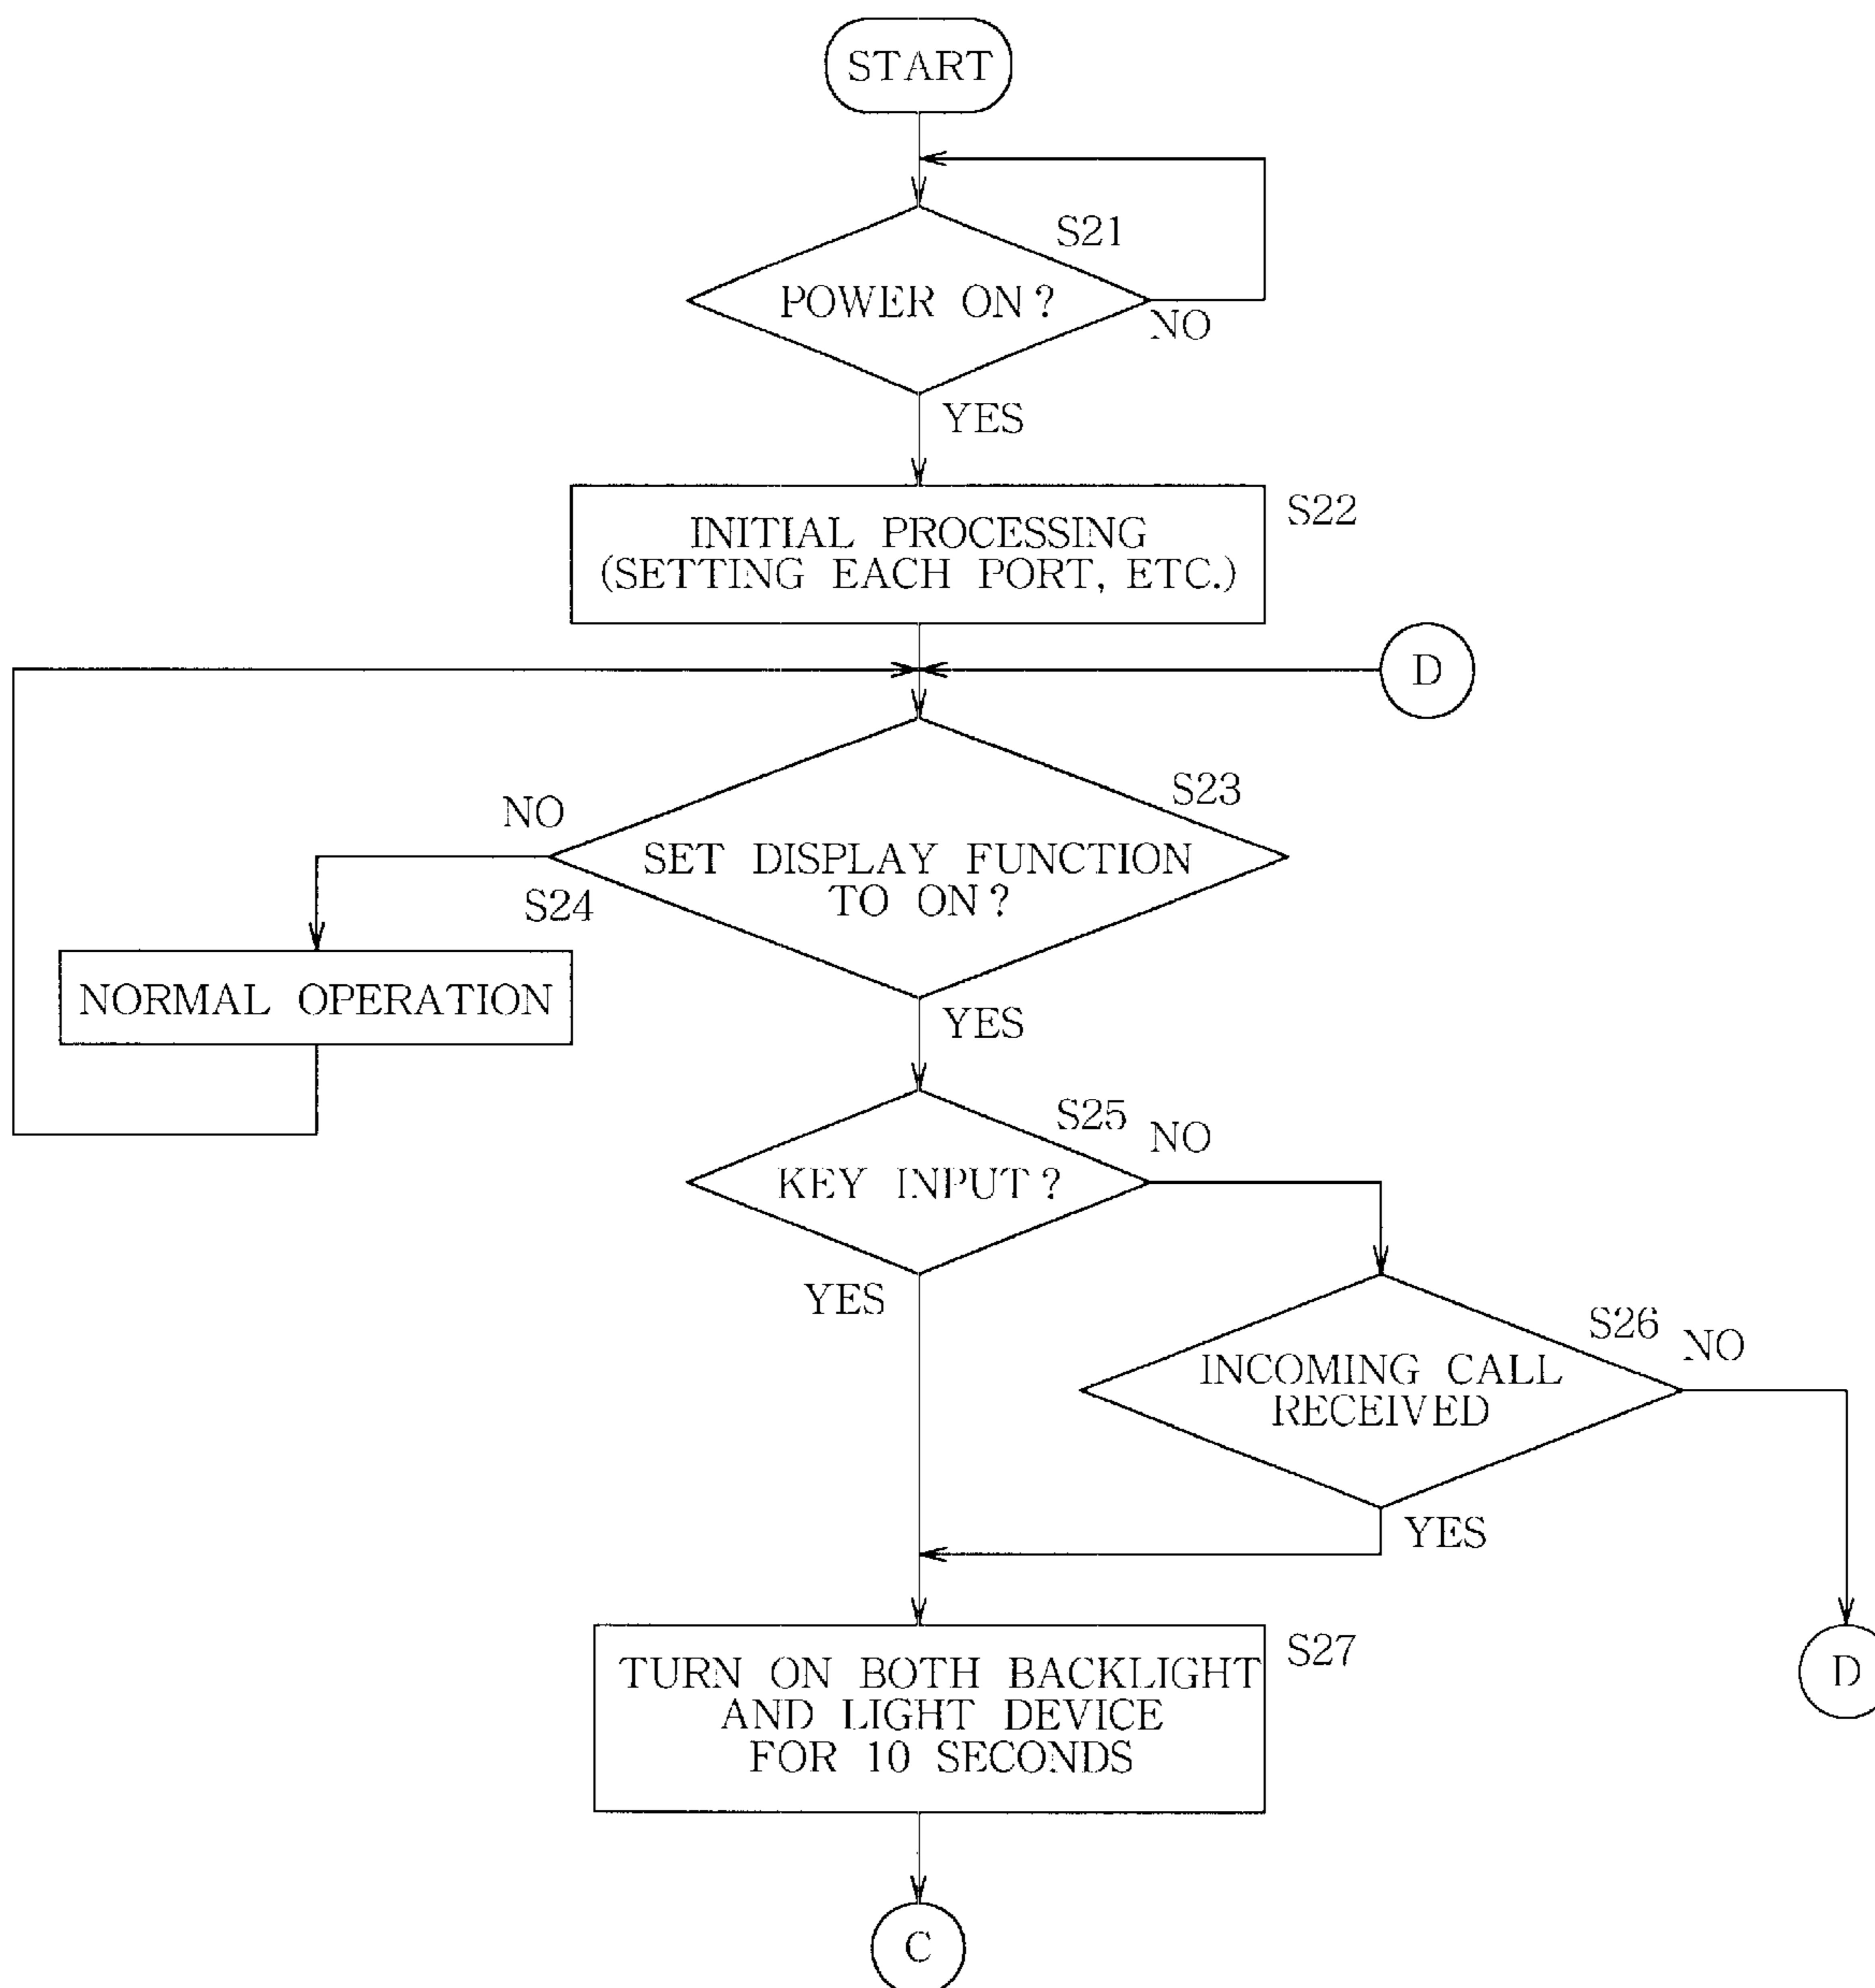 START
S21
POWER ON?
NO
YES
S22
INITIAL PROCESSING
(SETTING EACH PORT, ETC.)
D
S23
NO
SET DISPLAY FUNCTION
TO ON?
S24
NORMAL OPERATION
YES
S25
NO
KEY INPUT?
YES
S26
NO
INCOMING CALL
RECEIVED
YES
S27
TURN ON BOTH BACKLIGHT
AND LIGHT DEVICE
FOR 10 SECONDS
D
C